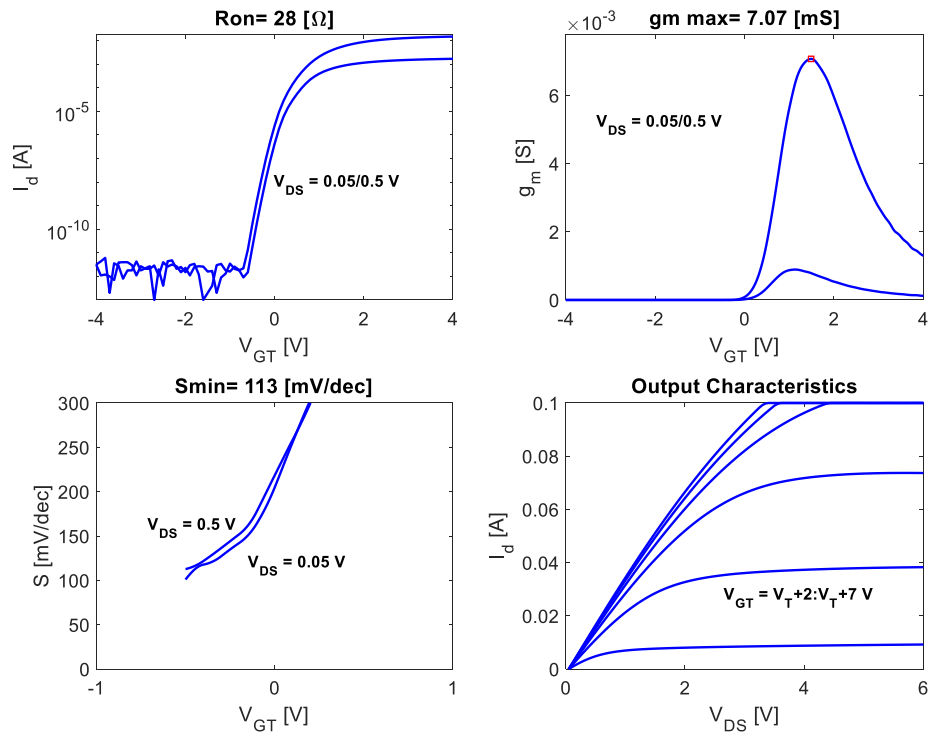 Ron= 28 [Ω]
10^-5
10^-10
I_d [A]
V_DS = 0.05/0.5 V
-4 -2 0 2 4
V_GT [V]
gm max= 7.07 [mS]
×10^-3
6
4
2
0
g_m [S]
V_DS = 0.05/0.5 V
-4 -2 0 2 4
V_GT [V]
Smin= 113 [mV/dec]
300
250
200
150
100
50
0
S [mV/dec]
V_DS = 0.5 V
V_DS = 0.05 V
-1 0 1
V_GT [V]
Output Characteristics
0.1
0.08
0.06
0.04
0.02
0
I_d [A]
V_GT = V_T+2:V_T+7 V
0 2 4 6
V_DS [V]